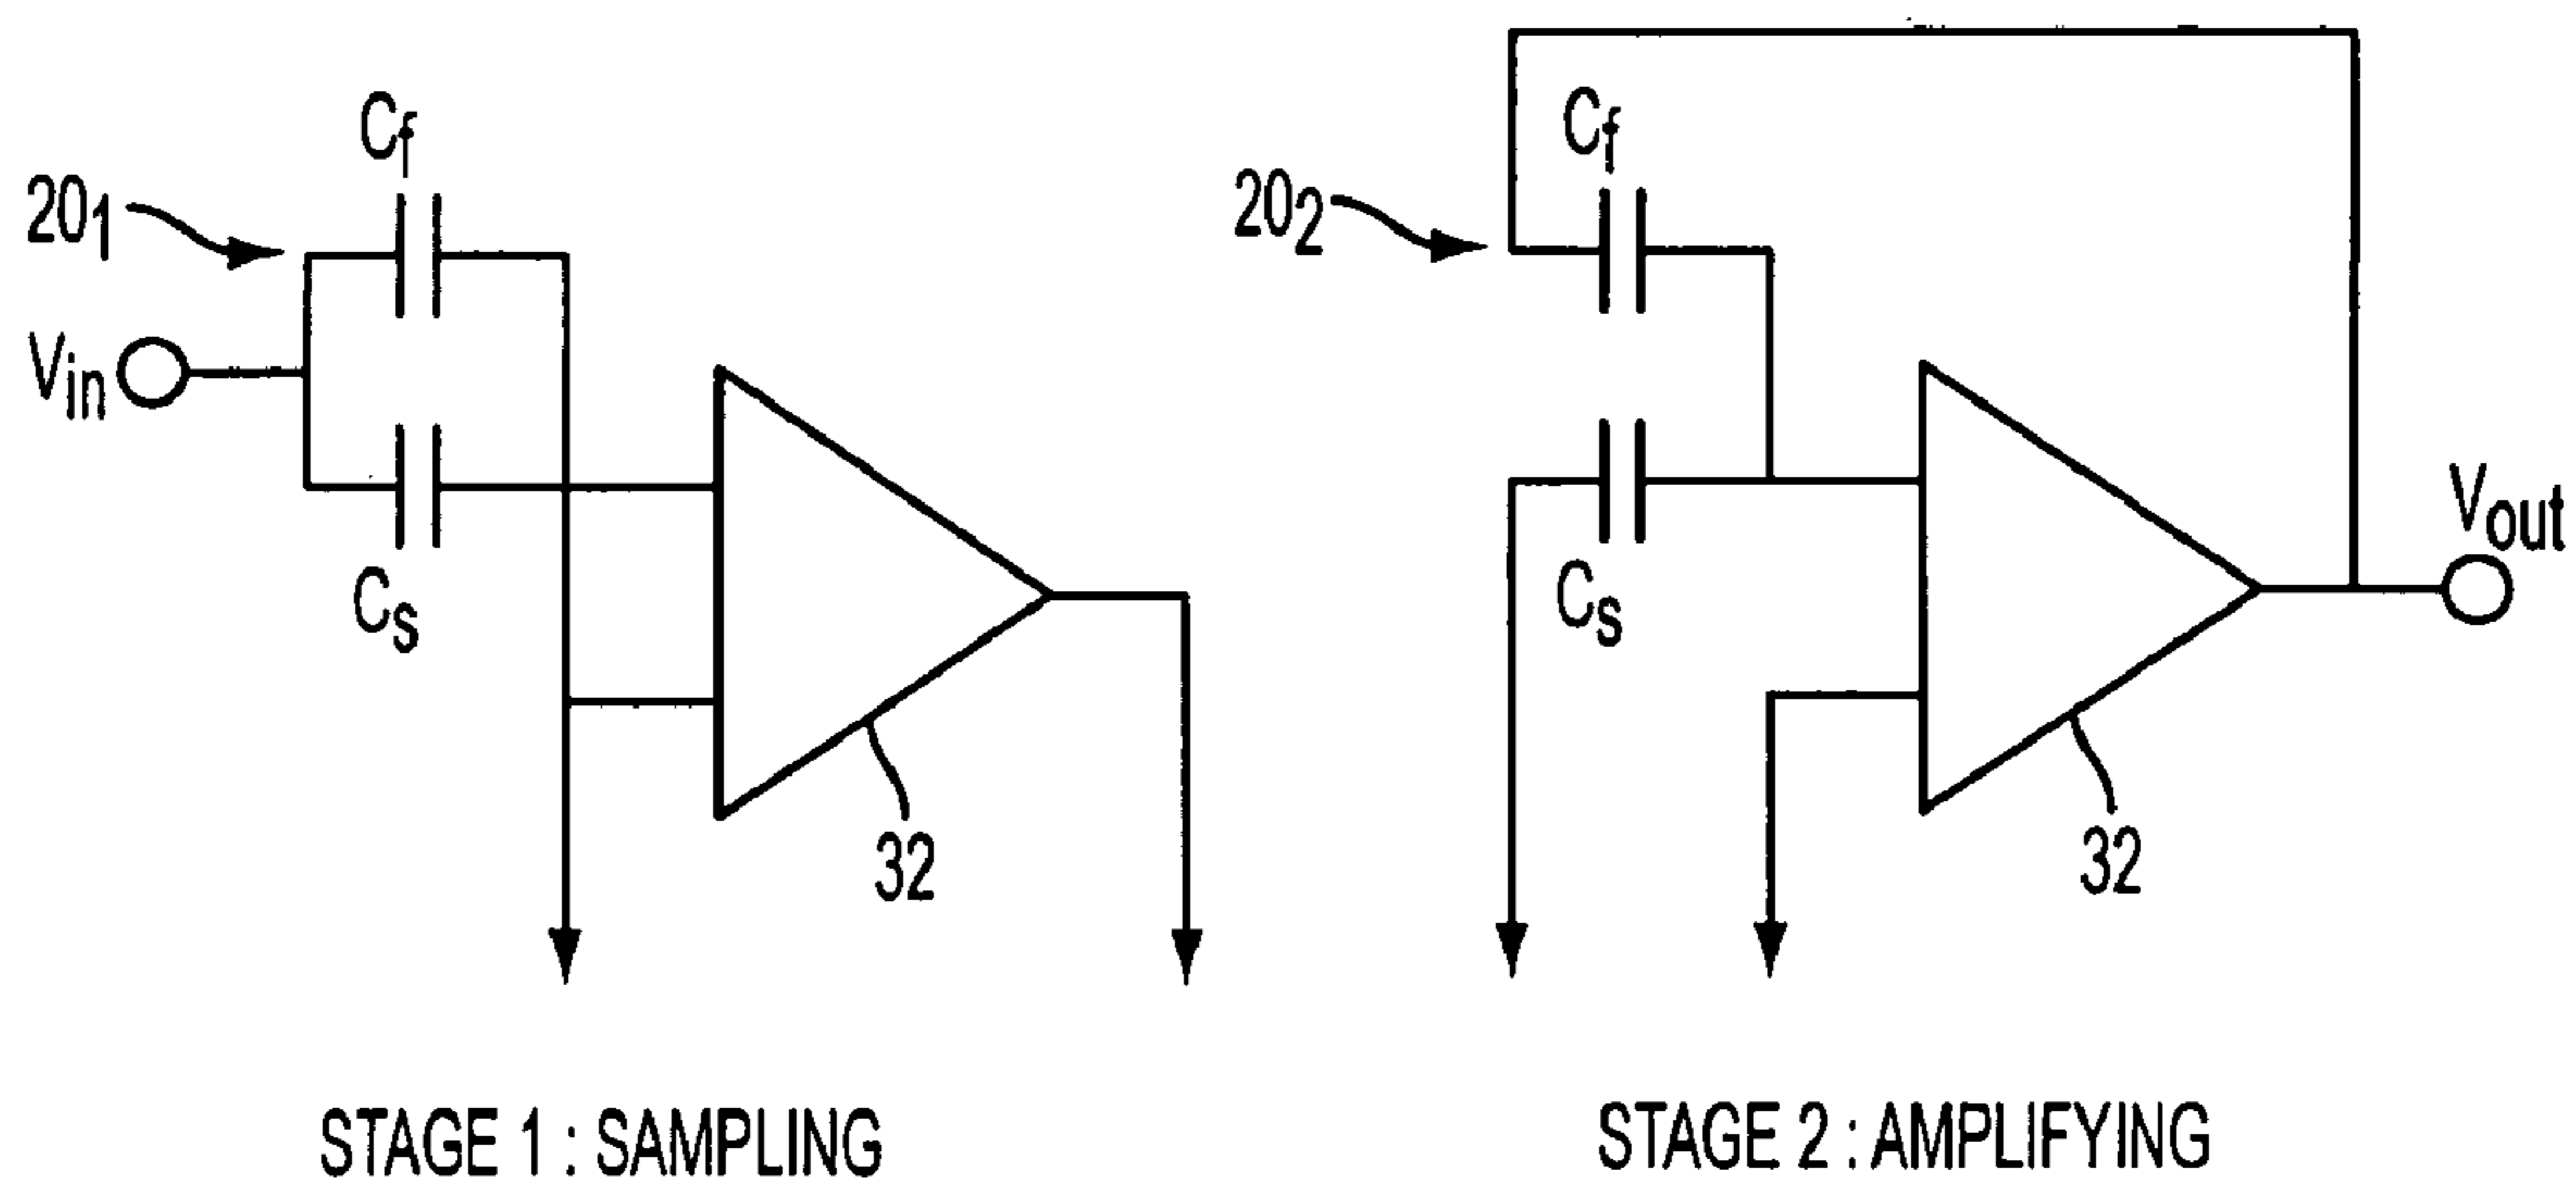 Cf
201
Vin
Cs
32
STAGE 1 : SAMPLING
Cf
202
Cs
Vout
32
STAGE 2 : AMPLIFYING